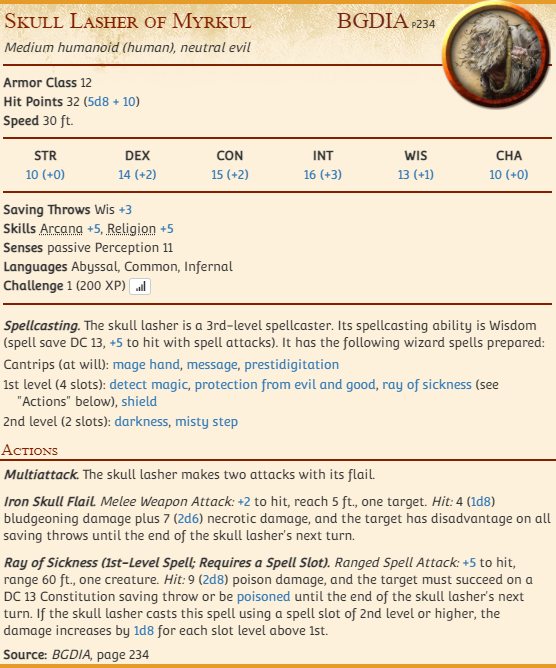 Skull Lasher of Myrkul BGDIA P234
Medium humanoid (human), neutral evil
Armor Class 12
Hit Points 32 (5d8 + 10)
Speed 30 ft.
STR DEX CON INT WIS CHA
10 (+0) 14 (+2) 15 (+2) 16 (+3) 13 (+1) 10 (+0)
Saving Throws Wis +3
Skills Arcana +5, Religion +5
Senses passive Perception 11
Languages Abyssal, Common, Infernal
Challenge 1 (200 XP)
Spellcasting. The skull lasher is a 3rd-level spellcaster. Its spellcasting ability is Wisdom
(spell save DC 13, +5 to hit with spell attacks). It has the following wizard spells prepared:
Cantrips (at will): mage hand, message, prestidigitation
1st level (4 slots): detect magic, protection from evil and good, ray of sickness (see
"Actions" below), shield
2nd level (2 slots): darkness, misty step
Actions
Multiattack. The skull lasher makes two attacks with its flail.
Iron Skull Flail. Melee Weapon Attack: +2 to hit, reach 5 ft., one target. Hit: 4 (1d8)
bludgeoning damage plus 7 (2d6) necrotic damage, and the target has disadvantage on all
saving throws until the end of the skull lasher's next turn.
Ray of Sickness (1st-Level Spell; Requires a Spell Slot). Ranged Spell Attack: +5 to hit,
range 60 ft., one creature. Hit: 9 (2d8) poison damage, and the target must succeed on a
DC 13 Constitution saving throw or be poisoned until the end of the skull lasher's next
turn. If the skull lasher casts this spell using a spell slot of 2nd level or higher, the
damage increases by 1d8 for each slot level above 1st.
Source: BGDIA, page 234